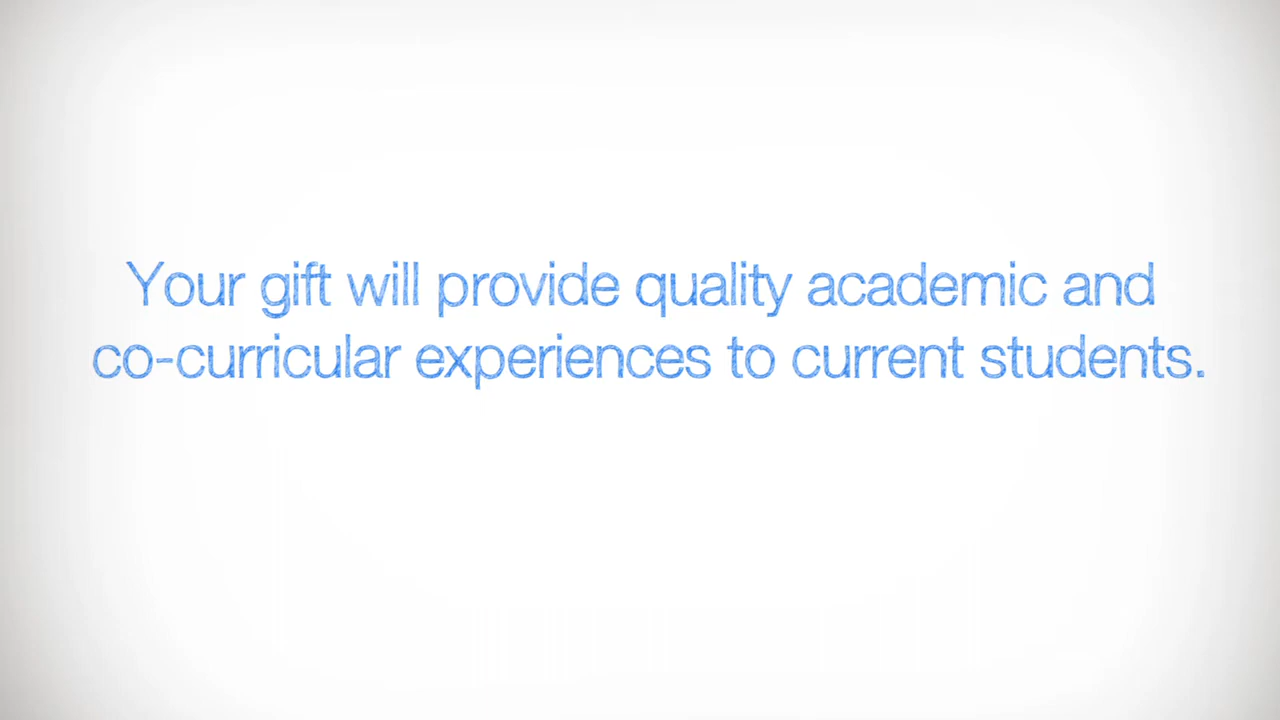 Your gift will provide quality academic and
co-curricular experiences to current students.